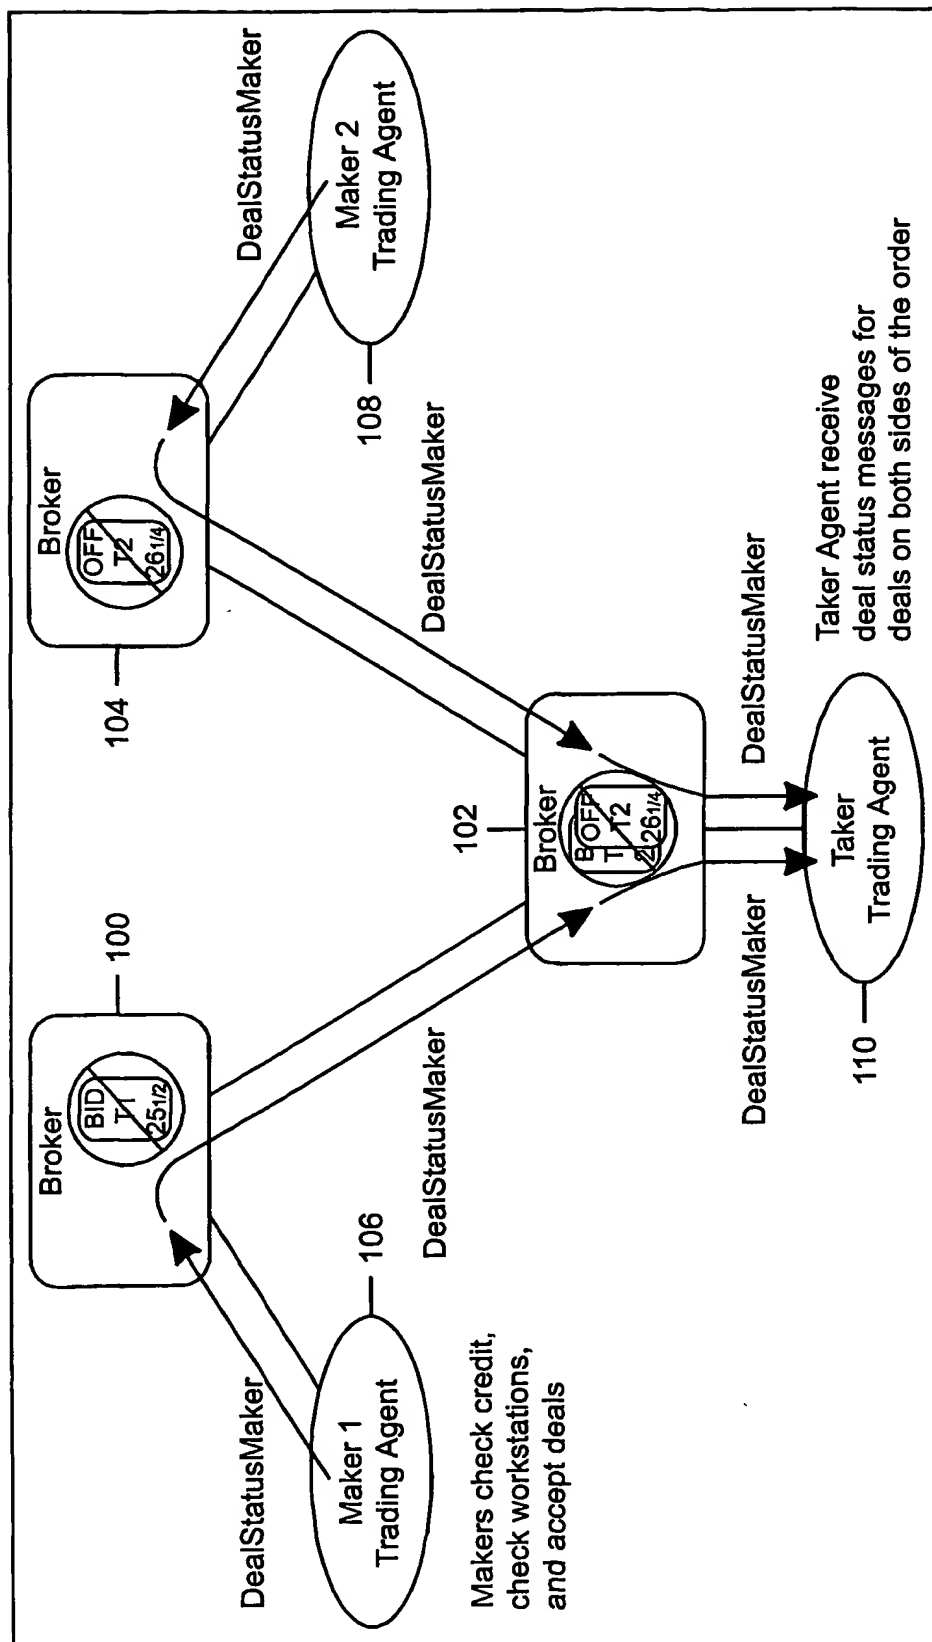 Broker
BID
T1
25 1/2
100
Broker
OFF
T2
26 1/4
104
DealStatusMaker
DealStatusMaker
Maker 1
Trading Agent
106
Maker 2
Trading Agent
108
DealStatusMaker
DealStatusMaker
Makers check credit,
check workstations,
and accept deals
102
Broker
B OFF
T T2
2 26 1/4
DealStatusMaker
DealStatusMaker
110
Taker
Trading Agent
Taker Agent receive
deal status messages for
deals on both sides of the order